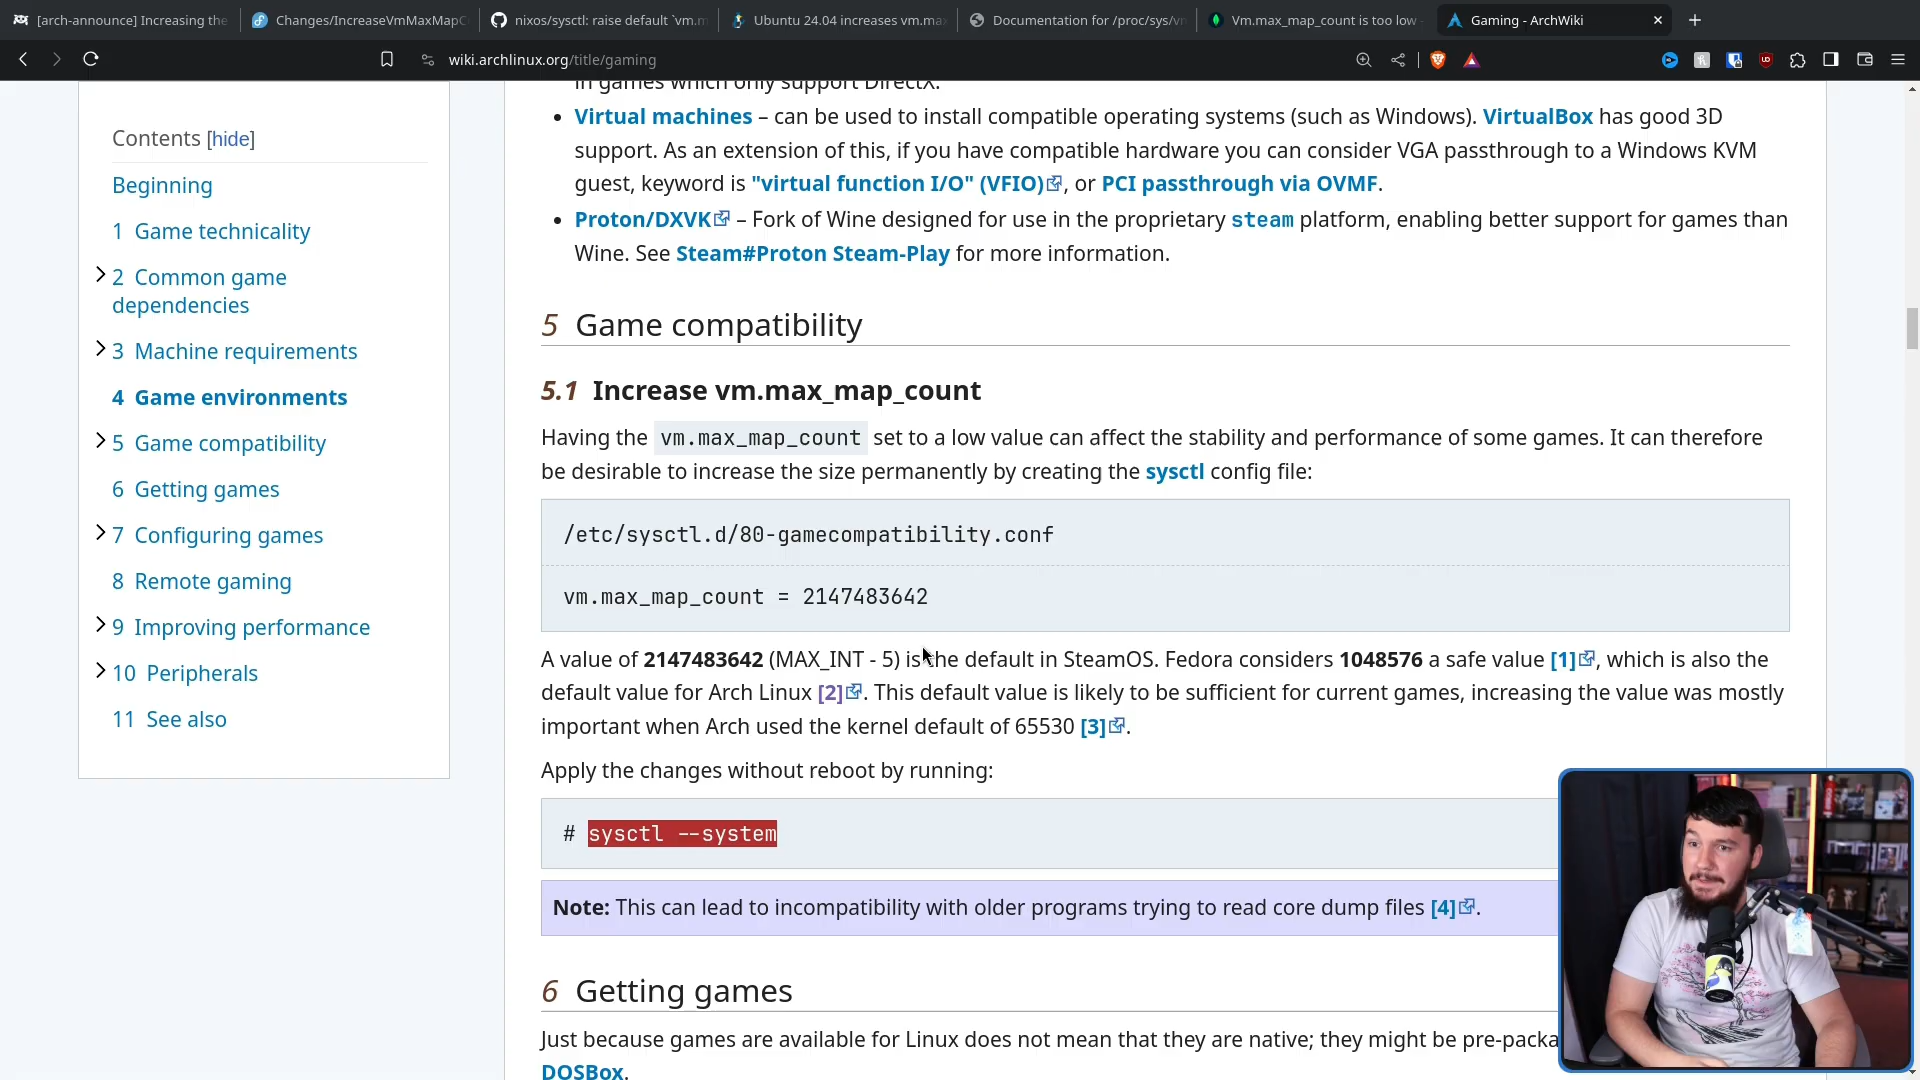 [arch-announce] Increasing the
Changes/IncreaseVmMaxMapC
nixos/sysctl: raise default `vm.m
Ubuntu 24.04 increases vm.max
Documentation for /proc/sys/vm
Vm.max_map_count is too low -
Gaming - ArchWiki
wiki.archlinux.org/title/gaming
Contents [hide]
Beginning
1 Game technicality
2 Common game
dependencies
3 Machine requirements
4 Game environments
5 Game compatibility
6 Getting games
7 Configuring games
8 Remote gaming
9 Improving performance
10 Peripherals
11 See also
in games which only support DirectX.
Virtual machines – can be used to install compatible operating systems (such as Windows). VirtualBox has good 3D
support. As an extension of this, if you have compatible hardware you can consider VGA passthrough to a Windows KVM
guest, keyword is "virtual function I/O" (VFIO), or PCI passthrough via OVMF.
Proton/DXVK – Fork of Wine designed for use in the proprietary steam platform, enabling better support for games than
Wine. See Steam#Proton Steam-Play for more information.
5 Game compatibility
5.1 Increase vm.max_map_count
Having the vm.max_map_count set to a low value can affect the stability and performance of some games. It can therefore
be desirable to increase the size permanently by creating the sysctl config file:
/etc/sysctl.d/80-gamecompatibility.conf
vm.max_map_count = 2147483642
A value of 2147483642 (MAX_INT - 5) is the default in SteamOS. Fedora considers 1048576 a safe value [1], which is also the
default value for Arch Linux [2]. This default value is likely to be sufficient for current games, increasing the value was mostly
important when Arch used the kernel default of 65530 [3].
Apply the changes without reboot by running:
# sysctl --system
Note: This can lead to incompatibility with older programs trying to read core dump files [4].
6 Getting games
Just because games are available for Linux does not mean that they are native; they might be pre-packa
DOSBox.